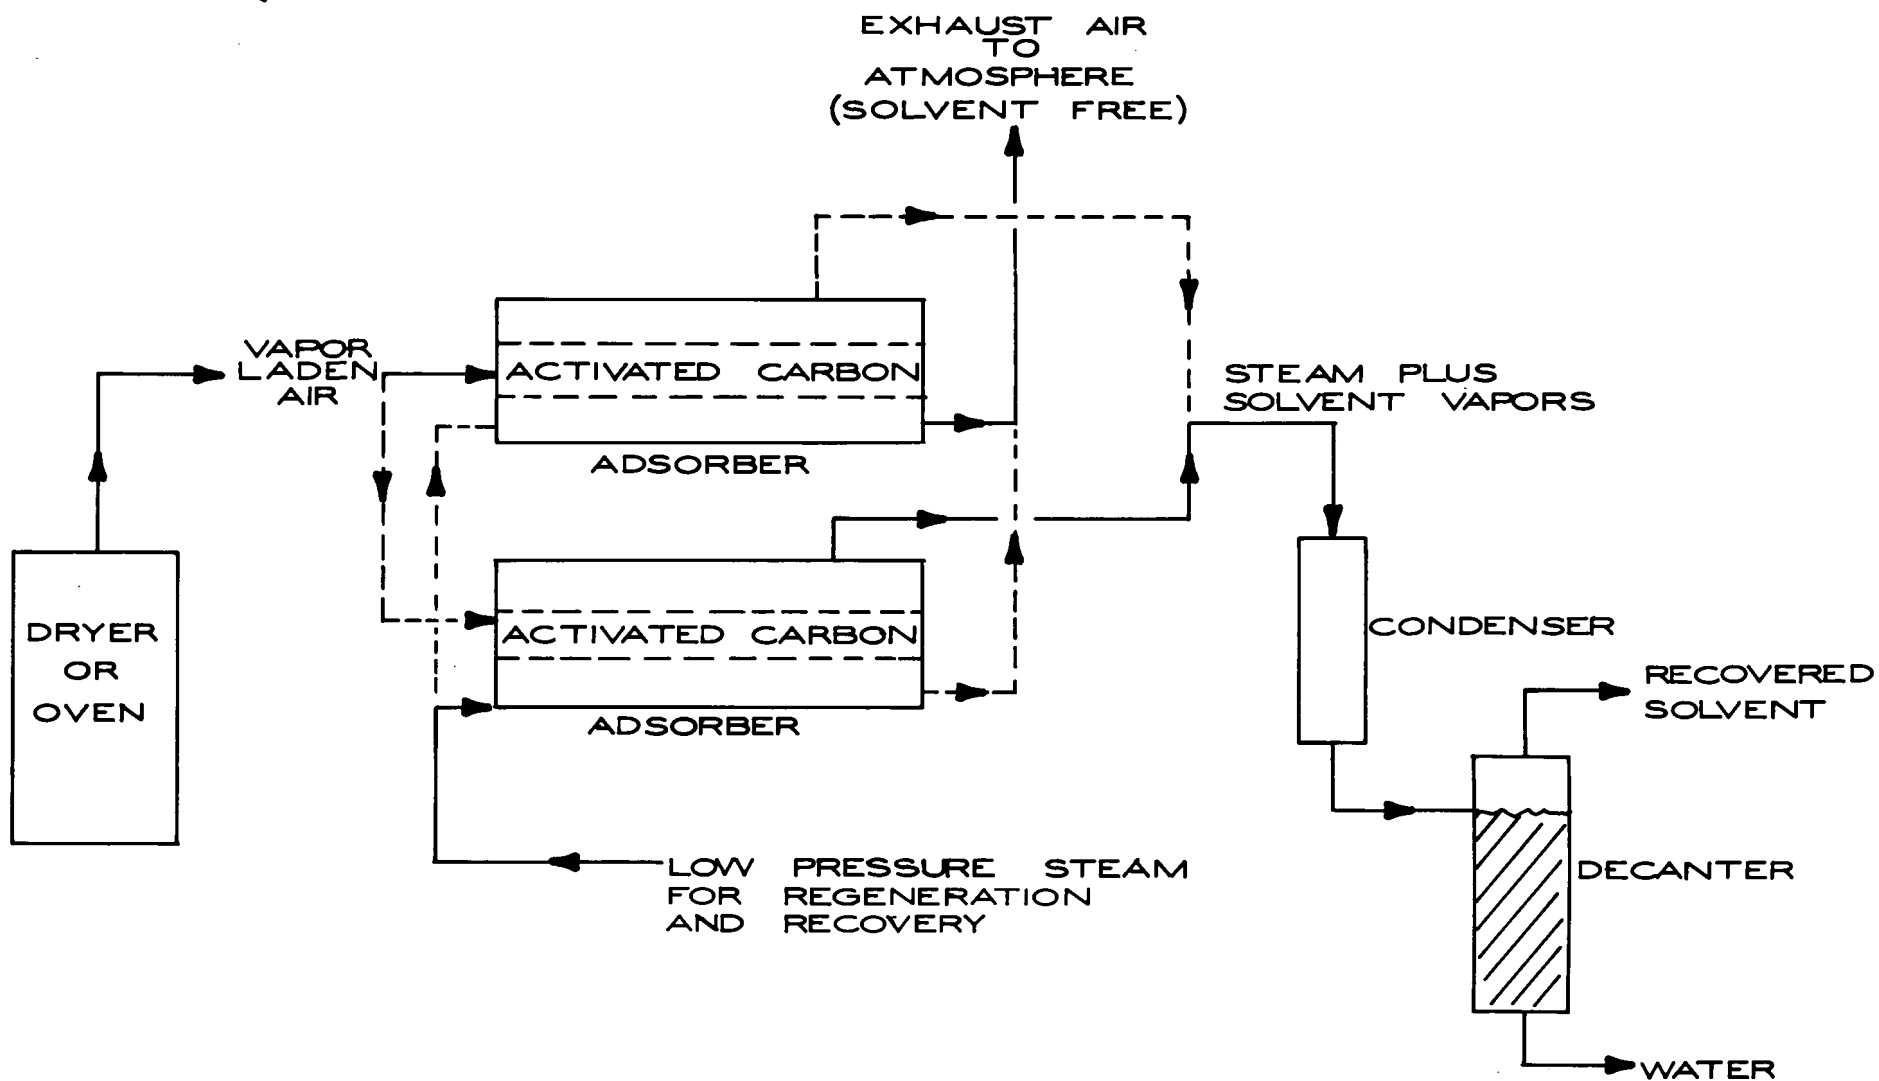 EXHAUST AIR
TO
ATMOSPHERE
(SOLVENT FREE)
VAPOR
LADEN
AIR
ACTIVATED CARBON
ADSORBER
STEAM PLUS
SOLVENT VAPORS
DRYER
OR
OVEN
ACTIVATED CARBON
ADSORBER
CONDENSER
RECOVERED
SOLVENT
LOW PRESSURE STEAM
FOR REGENERATION
AND RECOVERY
DECANTER
WATER